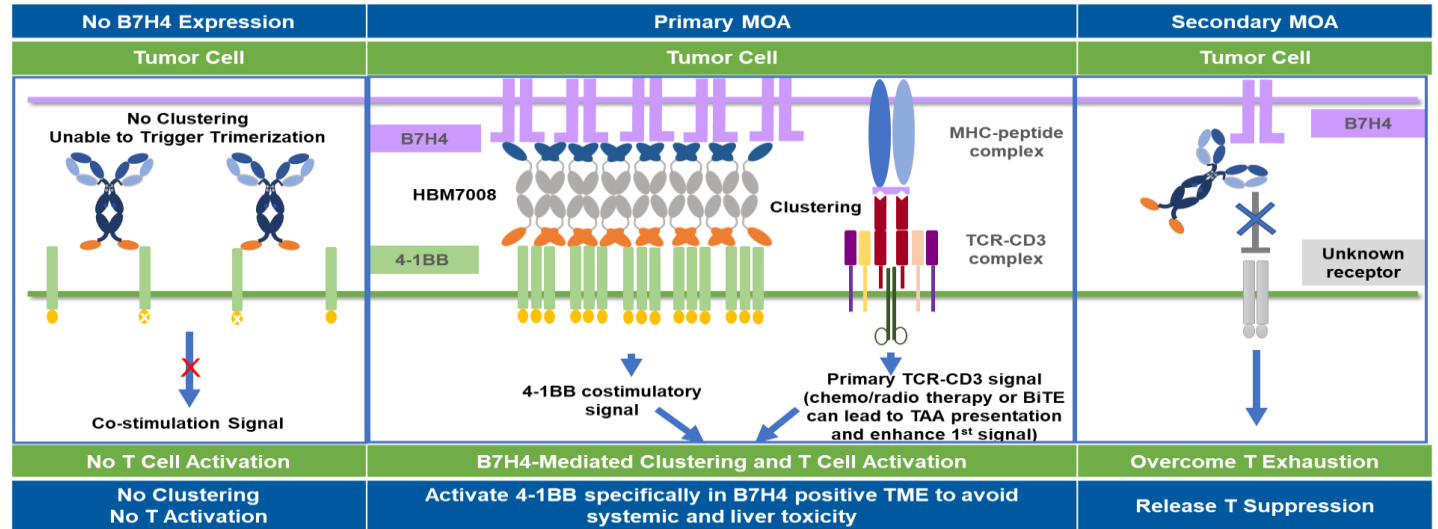 No B7H4 Expression
Primary MOA
Secondary MOA
Tumor Cell
Tumor Cell
Tumor Cell
No Clustering
Unable to Trigger Trimerization
Co-stimulation Signal
B7H4
HBM7008
4-1BB
Clustering
MHC-peptide
complex
TCR-CD3
complex
4-1BB costimulatory
signal
Primary TCR-CD3 signal
(chemo/radio therapy or BiTE
can lead to TAA presentation
and enhance 1st signal)
B7H4
Unknown
receptor
No T Cell Activation
B7H4-Mediated Clustering and T Cell Activation
Overcome T Exhaustion
No Clustering
No T Activation
Activate 4-1BB specifically in B7H4 positive TME to avoid
systemic and liver toxicity
Release T Suppression